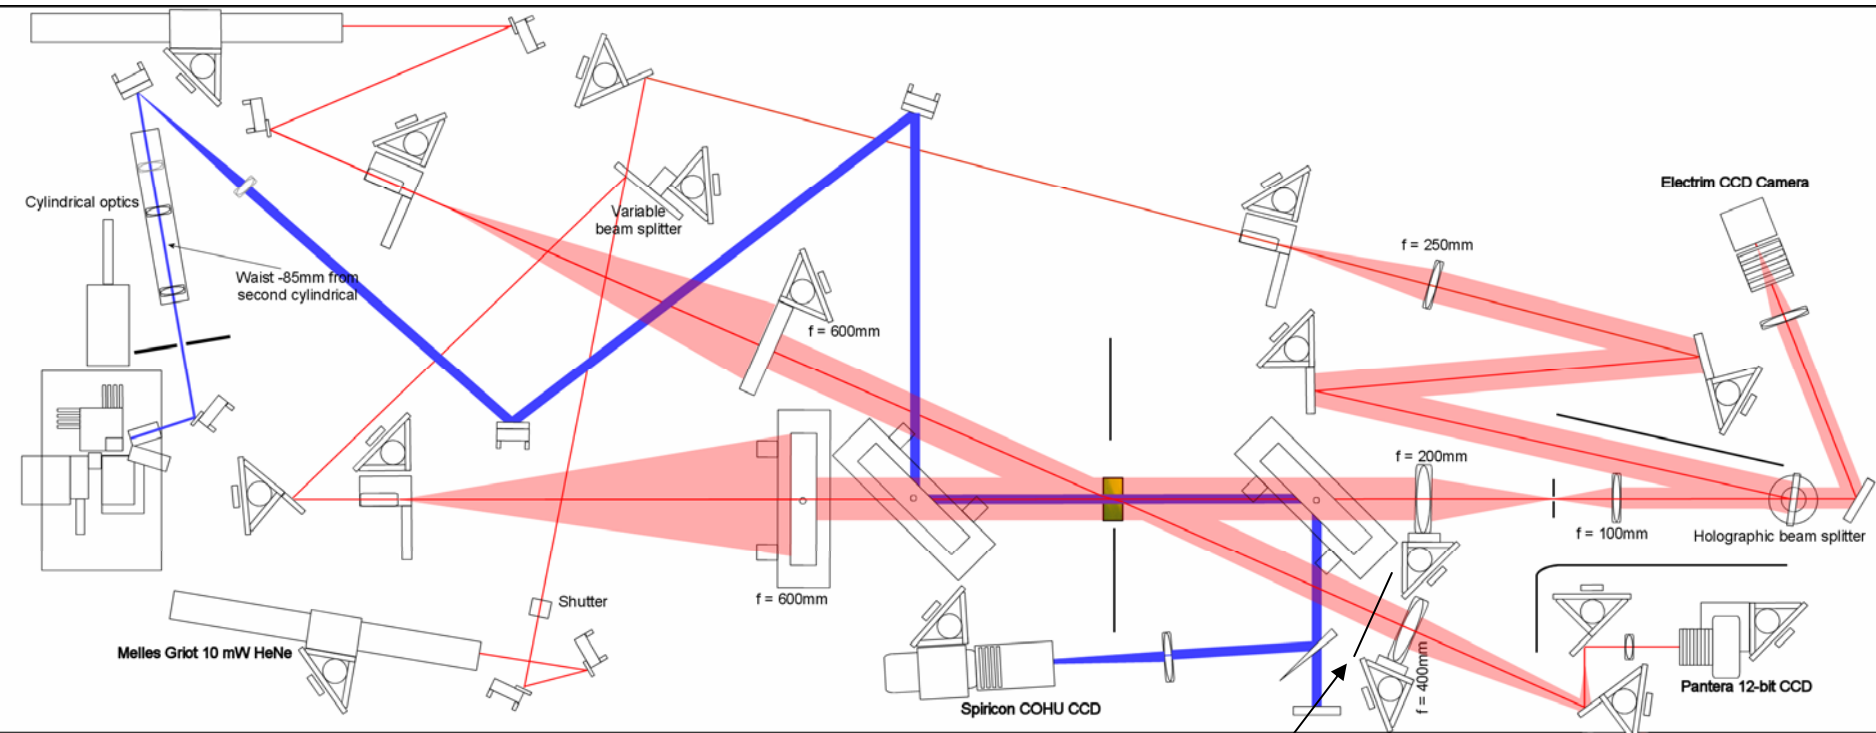 Electrim CCD Camera
Cylindrical optics
Variable
beam splitter
f = 250mm
Waist -85mm from
second cylindrical
f = 600mm
f = 200mm
f = 100mm
Holographic beam splitter
f = 600mm
Shutter
Melles Griot 10 mW HeNe
f = 400mm
Pantera 12-bit CCD
Spiricon COHU CCD